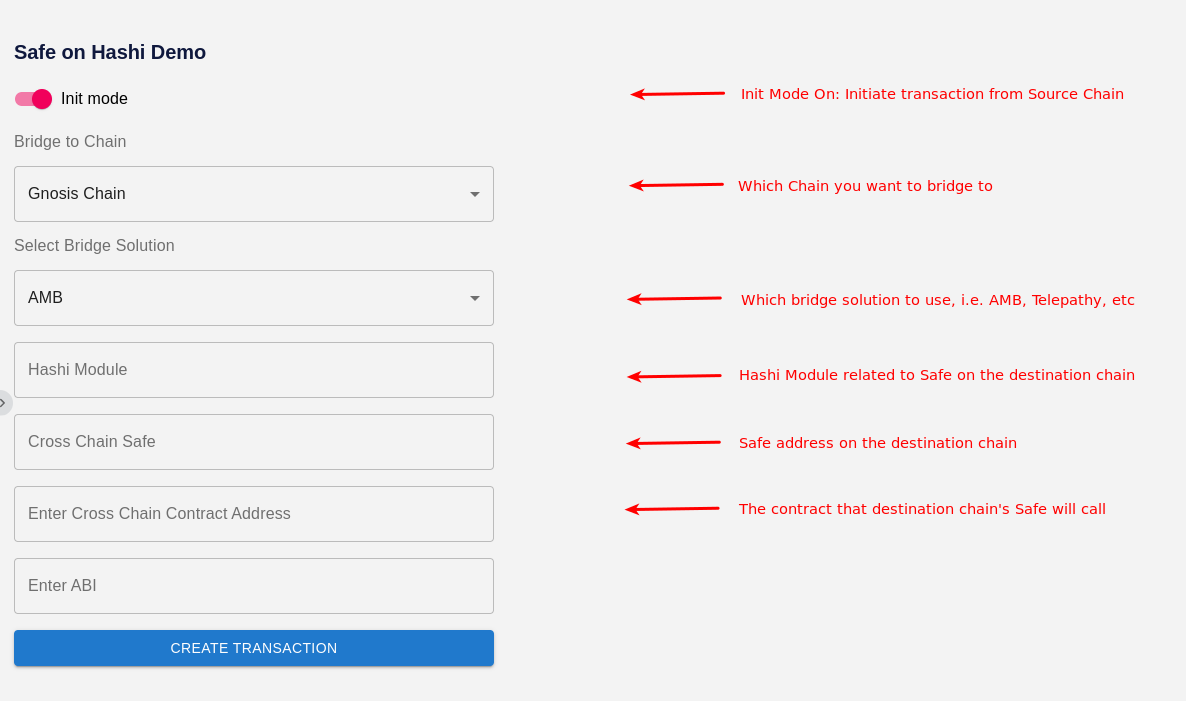 Safe on Hashi Demo
Init mode
Init Mode On: Initiate transaction from Source Chain
Bridge to Chain
Gnosis Chain
Which Chain you want to bridge to
Select Bridge Solution
AMB
Which bridge solution to use, i.e. AMB, Telepathy, etc
Hashi Module
Hashi Module related to Safe on the destination chain
Cross Chain Safe
Safe address on the destination chain
Enter Cross Chain Contract Address
The contract that destination chain's Safe will call
Enter ABI
CREATE TRANSACTION